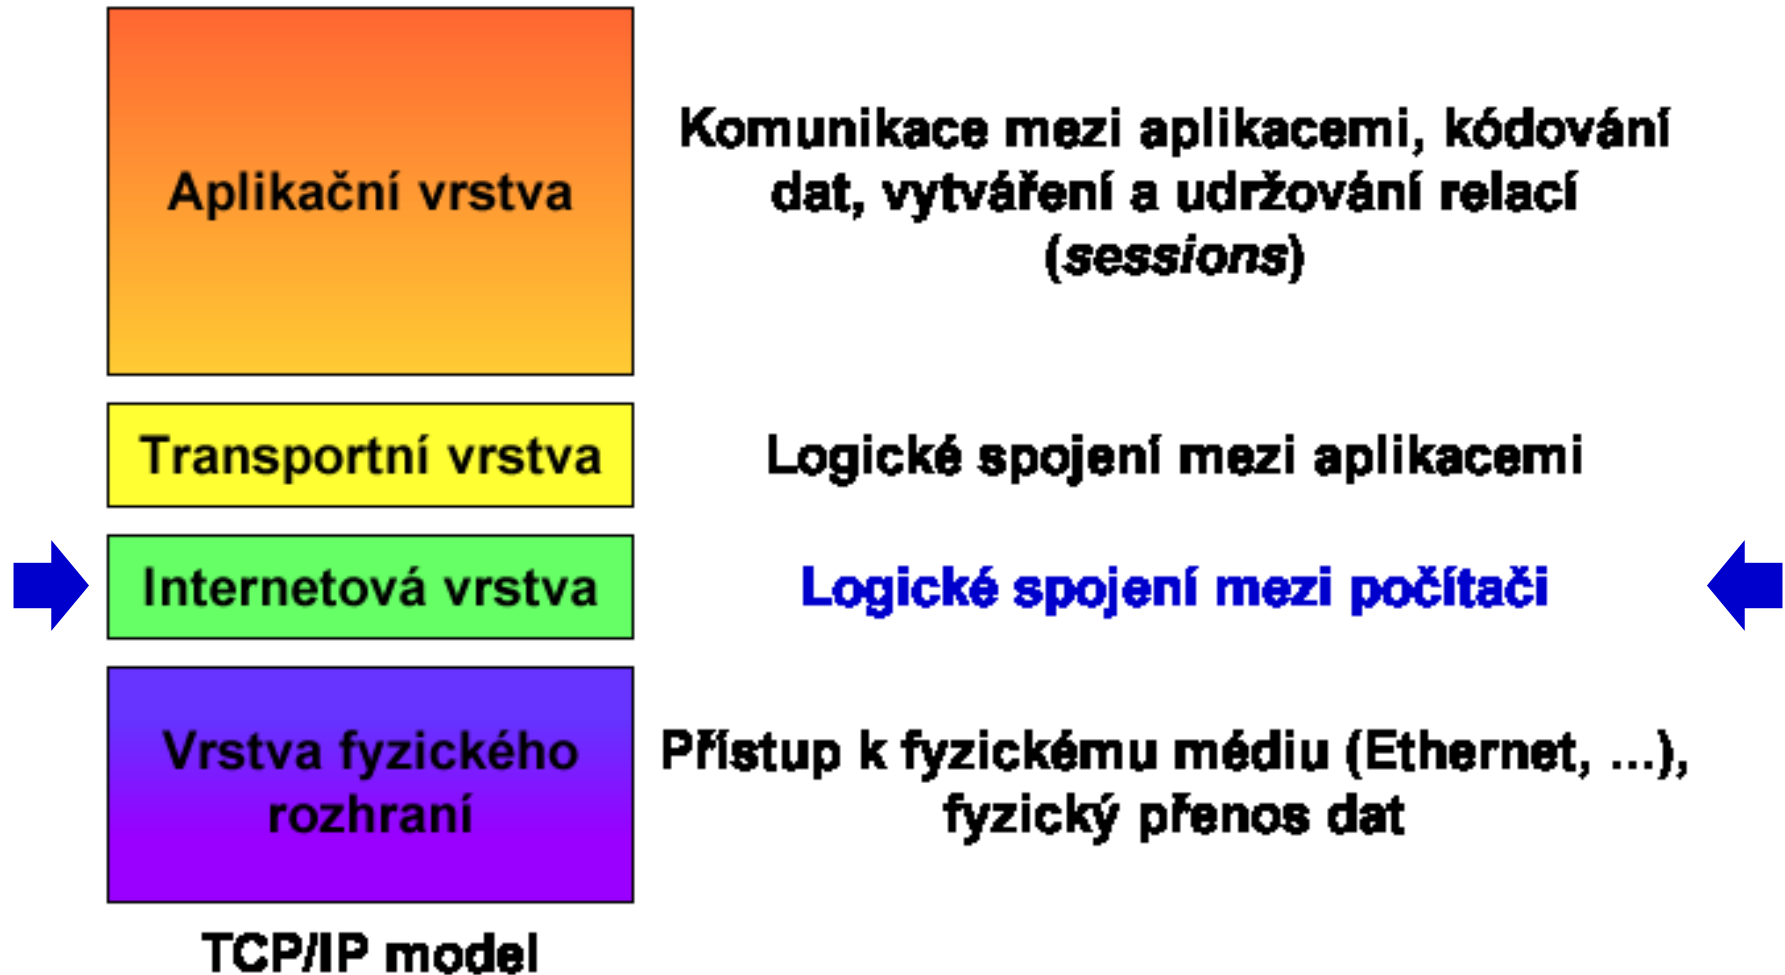 Aplikační vrstva
Komunikace mezi aplikacemi, kódování
dat, vytváření a udržování relací
(sessions)
Transportní vrstva
Logické spojení mezi aplikacemi
Internetová vrstva
Logické spojení mezi počítači
Vrstva fyzického
rozhraní
Přístup k fyzickému médiu (Ethernet, ...),
fyzický přenos dat
TCP/IP model